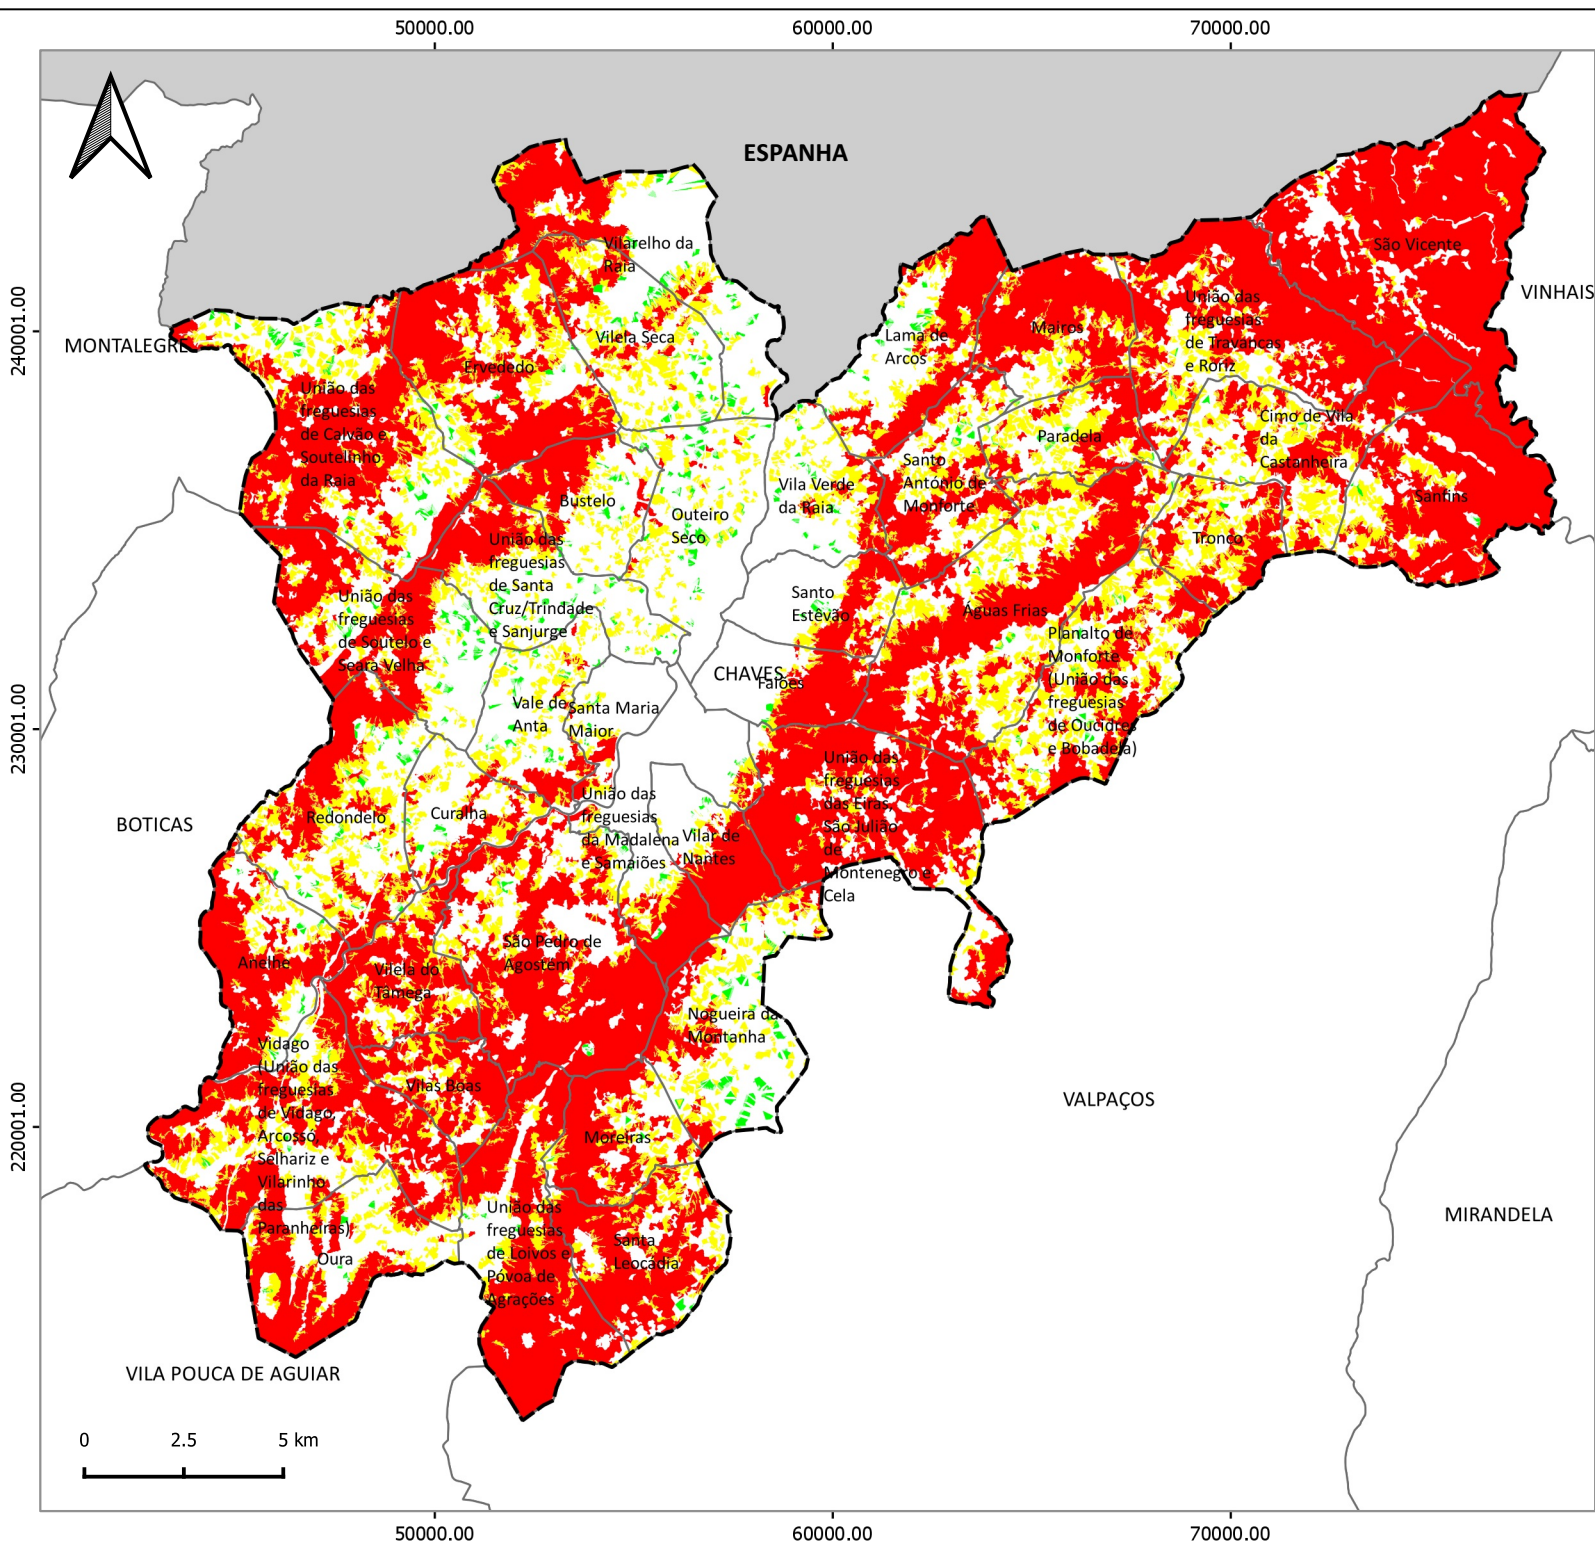 50000.00
60000.00
70000.00
ESPANHA
240001.00
230001.00
220001.00
MONTALEGRE
VINHAIS
BOTICAS
CHAVES
VALPAÇOS
MIRANDELA
VILA POUCA DE AGUIAR
Vilarelho da
Raia
Vilela Seca
Ervededo
União das
freguesias
de Calvão e
Soutelinho
da Raia
Bustelo
Outeiro
Seco
União das
freguesias
de Santa
Cruz/Trindade
e Sanjurge
União das
freguesias
de Soutelo e
Seara Velha
Vale de
Anta
Santa Maria
Maior
Redondelo
Curalha
União das
freguesias
da Madalena
e Samaiões
Vilar de
Nantes
São Vicente
União das
freguesias
de Travancas
e Roriz
Mairos
Lama de
Arcos
Cimo de Vila
da
Castanheira
Paradela
Santo
António de
Monforte
Vila Verde
da Raia
Sanfins
Tronco
Santo
Estêvão
Águas Frias
Planalto de
Monforte
(União das
freguesias
de Oucidres
e Bobadela)
Faiões
União das
freguesias
das Eiras,
São Julião
de
Montenegro e
Cela
Anelhe
Vilela do
Tâmega
São Pedro de
Agostém
Nogueira da
Montanha
Vidago
(União das
freguesias
de Vidago,
Arcossó,
Selhariz e
Vilarinho
das
Paranheiras)
Vilas Boas
Moreiras
Oura
União das
freguesias
de Loivos e
Póvoa de
Agrações
Santa
Leocádia
0
2.5
5 km
50000.00
60000.00
70000.00